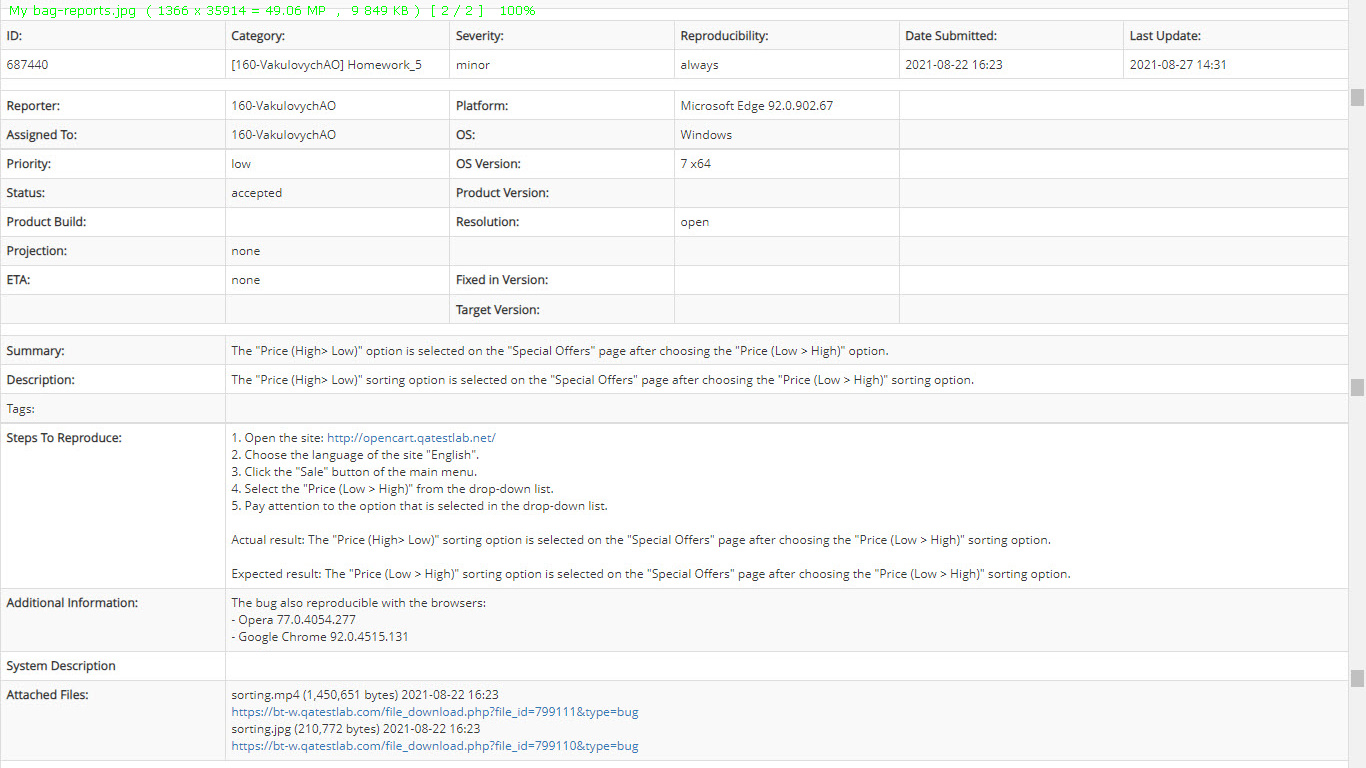 My bag-reports.jpg ( 1366 x 35914 = 49.06 MP , 9 849 KB ) [ 2 / 2 ] 100%
ID: Category: Severity: Reproducibility: Date Submitted: Last Update:
687440 [160-VakulovychAO] Homework_5 minor always 2021-08-22 16:23 2021-08-27 14:31
Reporter: 160-VakulovychAO Platform: Microsoft Edge 92.0.902.67
Assigned To: 160-VakulovychAO OS: Windows
Priority: low OS Version: 7 x64
Status: accepted Product Version:
Product Build: Resolution: open
Projection: none
ETA: none Fixed in Version:
Target Version:
Summary: The "Price (High> Low)" option is selected on the "Special Offers" page after choosing the "Price (Low > High)" option.
Description: The "Price (High> Low)" sorting option is selected on the "Special Offers" page after choosing the "Price (Low > High)" sorting option.
Tags:
Steps To Reproduce: 1. Open the site: http://opencart.qatestlab.net/
2. Choose the language of the site "English".
3. Click the "Sale" button of the main menu.
4. Select the "Price (Low > High)" from the drop-down list.
5. Pay attention to the option that is selected in the drop-down list.
Actual result: The "Price (High> Low)" sorting option is selected on the "Special Offers" page after choosing the "Price (Low > High)" sorting option.
Expected result: The "Price (Low > High)" sorting option is selected on the "Special Offers" page after choosing the "Price (Low > High)" sorting option.
Additional Information: The bug also reproducible with the browsers:
- Opera 77.0.4054.277
- Google Chrome 92.0.4515.131
System Description
Attached Files: sorting.mp4 (1,450,651 bytes) 2021-08-22 16:23
https://bt-w.qatestlab.com/file_download.php?file_id=799111&type=bug
sorting.jpg (210,772 bytes) 2021-08-22 16:23
https://bt-w.qatestlab.com/file_download.php?file_id=799110&type=bug